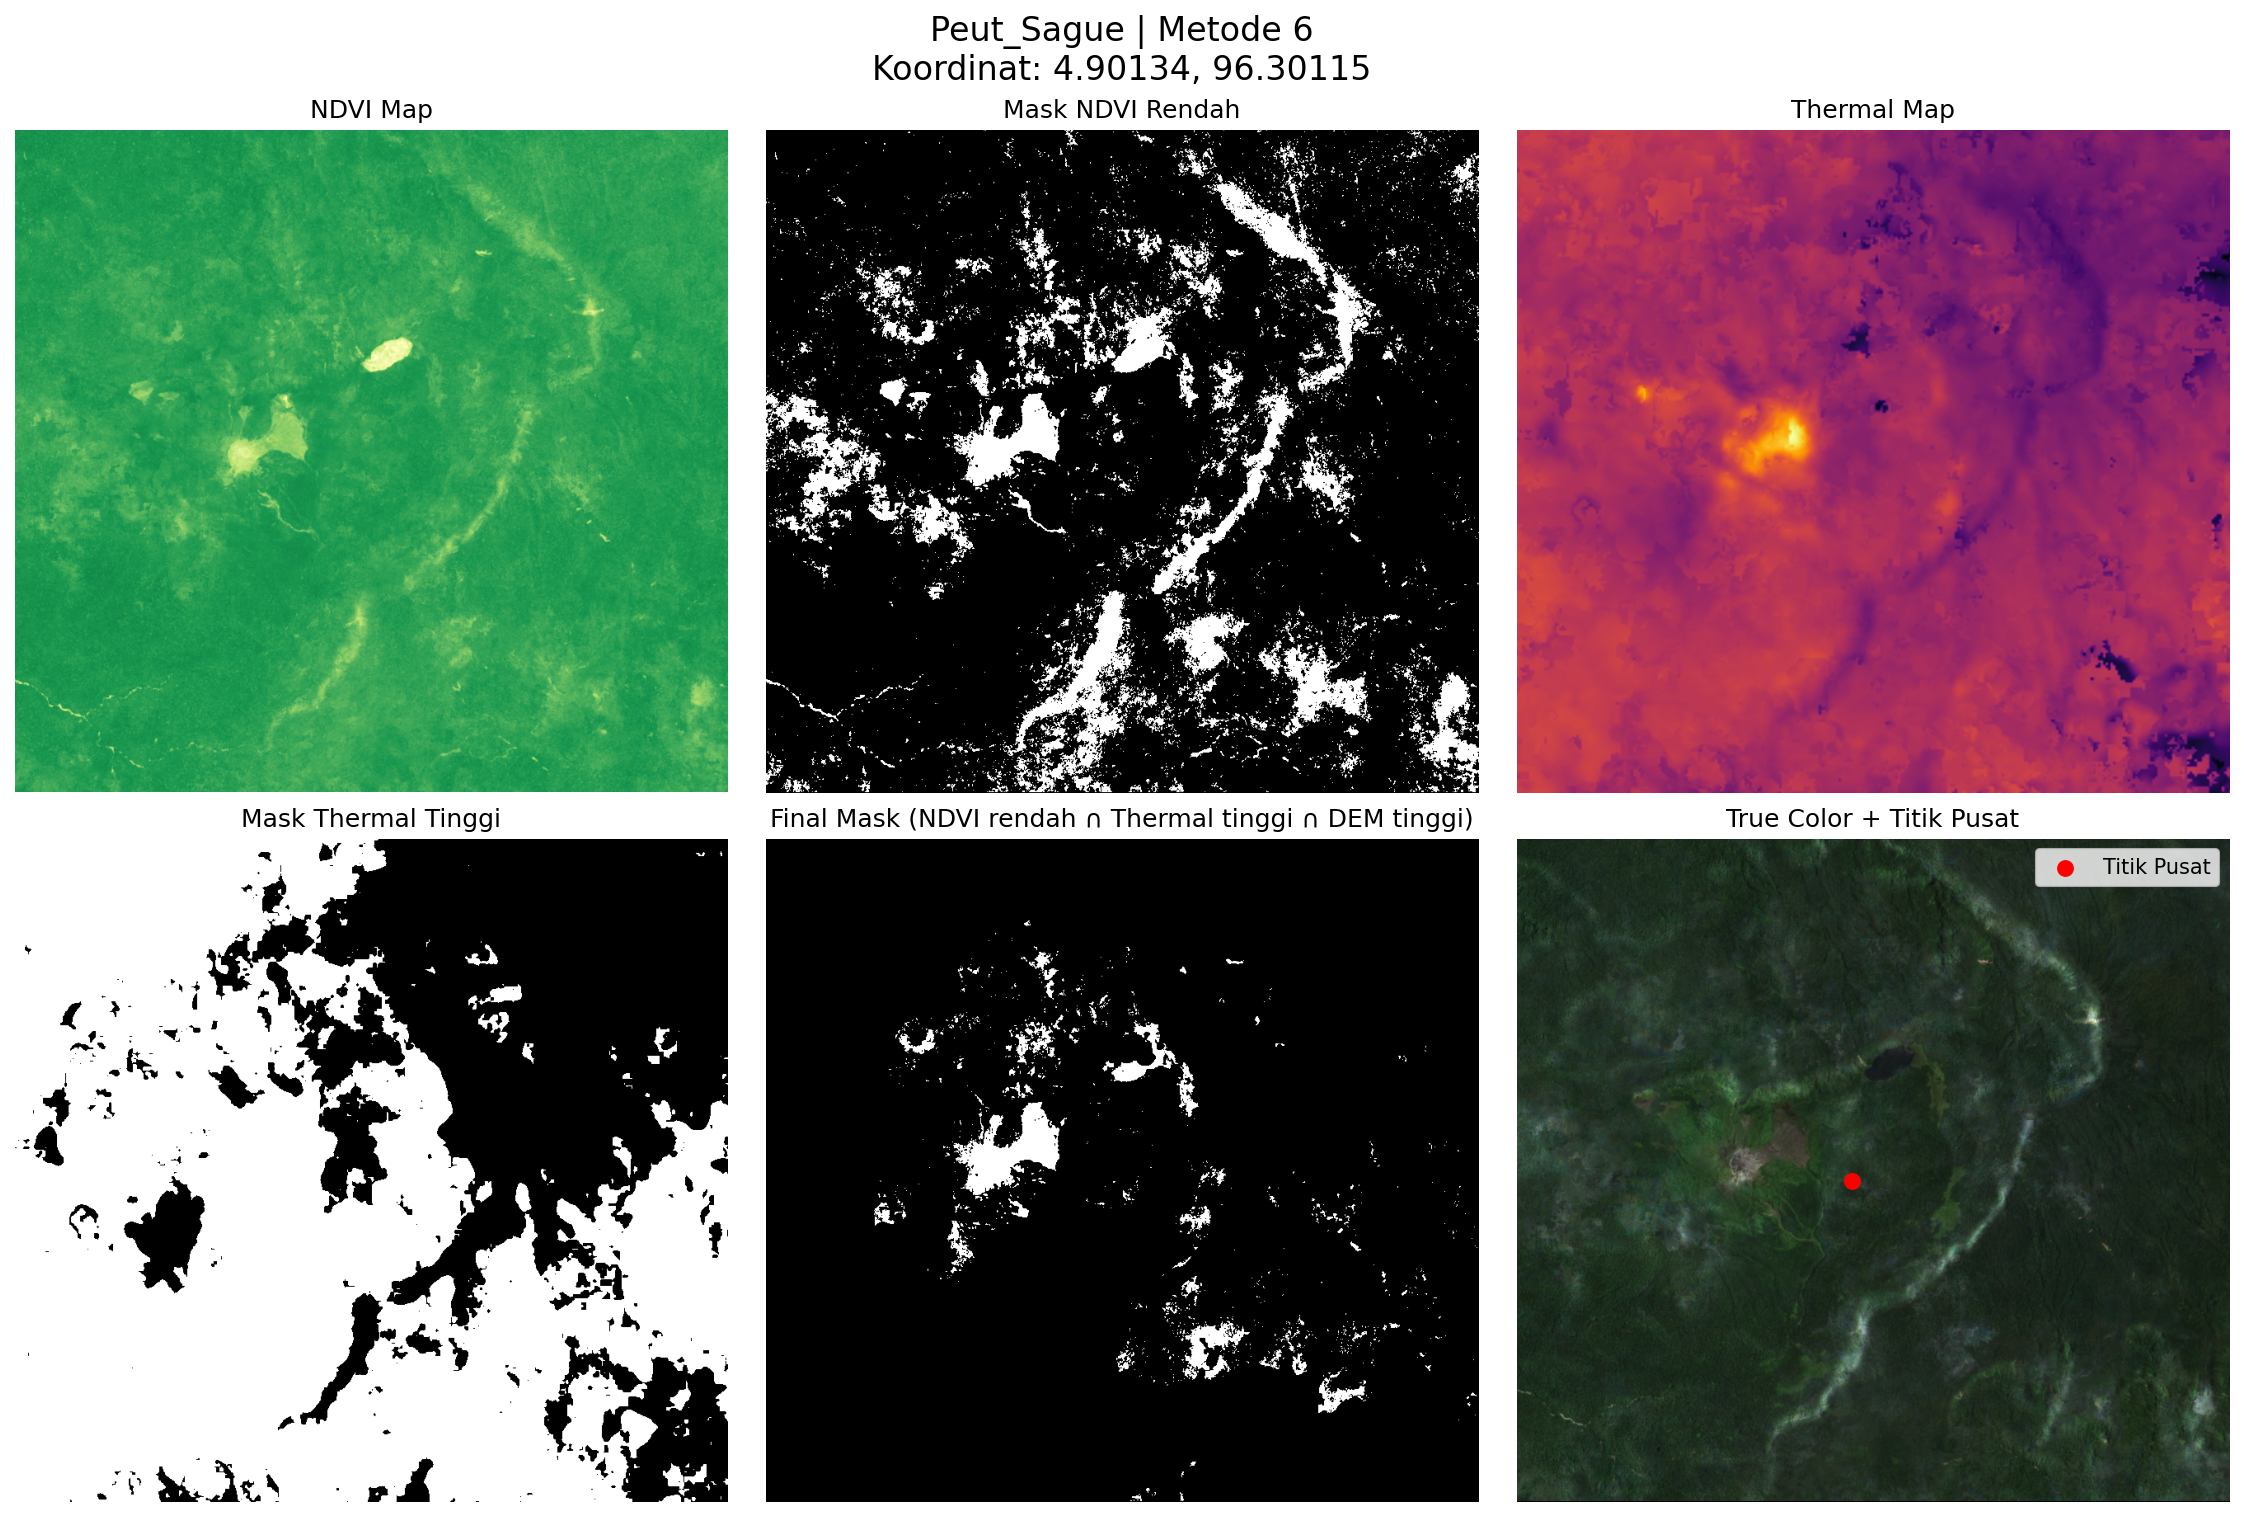 Peut_Sague | Metode 6
Koordinat: 4.90134, 96.30115
NDVI Map
Mask NDVI Rendah
Thermal Map
Mask Thermal Tinggi
Final Mask (NDVI rendah ∩ Thermal tinggi ∩ DEM tinggi)
True Color + Titik Pusat
Titik Pusat